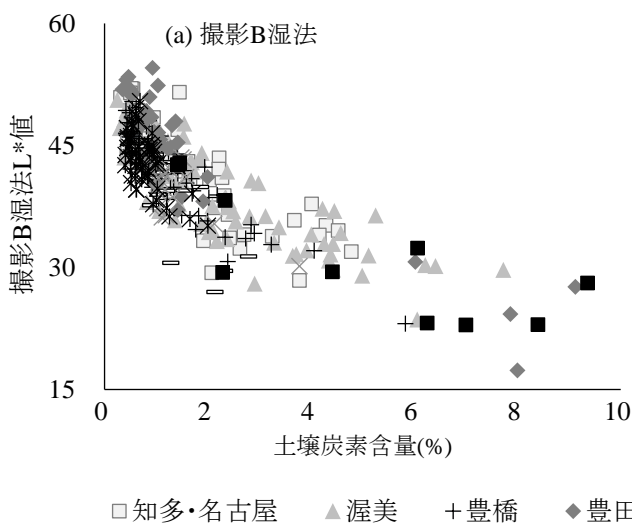 60
(a) 撮影B湿法
45
30
15
撮影B湿法L*値
0 2 4 6 8 10
土壌炭素含量(%)
知多・名古屋 渥美 豊橋 豊田